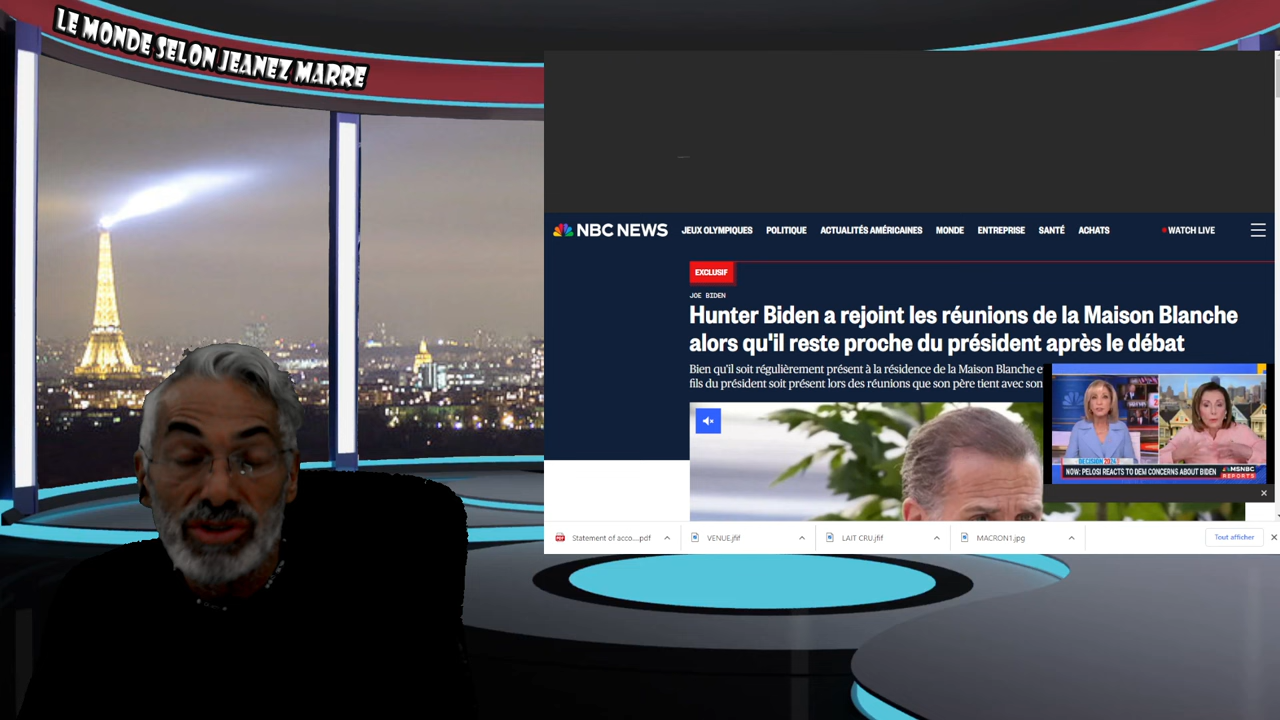 LE MONDE SELON JEANEZ MARRE
NBC NEWS
JEUX OLYMPIQUES
POLITIQUE
ACTUALITÉS AMÉRICAINES
MONDE
ENTREPRISE
SANTÉ
ACHATS
WATCH LIVE
EXCLUSIF
JOE BIDEN
Hunter Biden a rejoint les réunions de la Maison Blanche
alors qu'il reste proche du président après le débat
Bien qu'il soit régulièrement présent à la résidence de la Maison Blanche e
fils du président soit présent lors des réunions que son père tient avec son
DECISION 2024
NOW: PELOSI REACTS TO DEM CONCERNS ABOUT BIDEN
MSNBC
REPORTS
Statement of acco....pdf
VENUE.jfif
LAIT CRU.jfif
MACRON1.jpg
Tout afficher